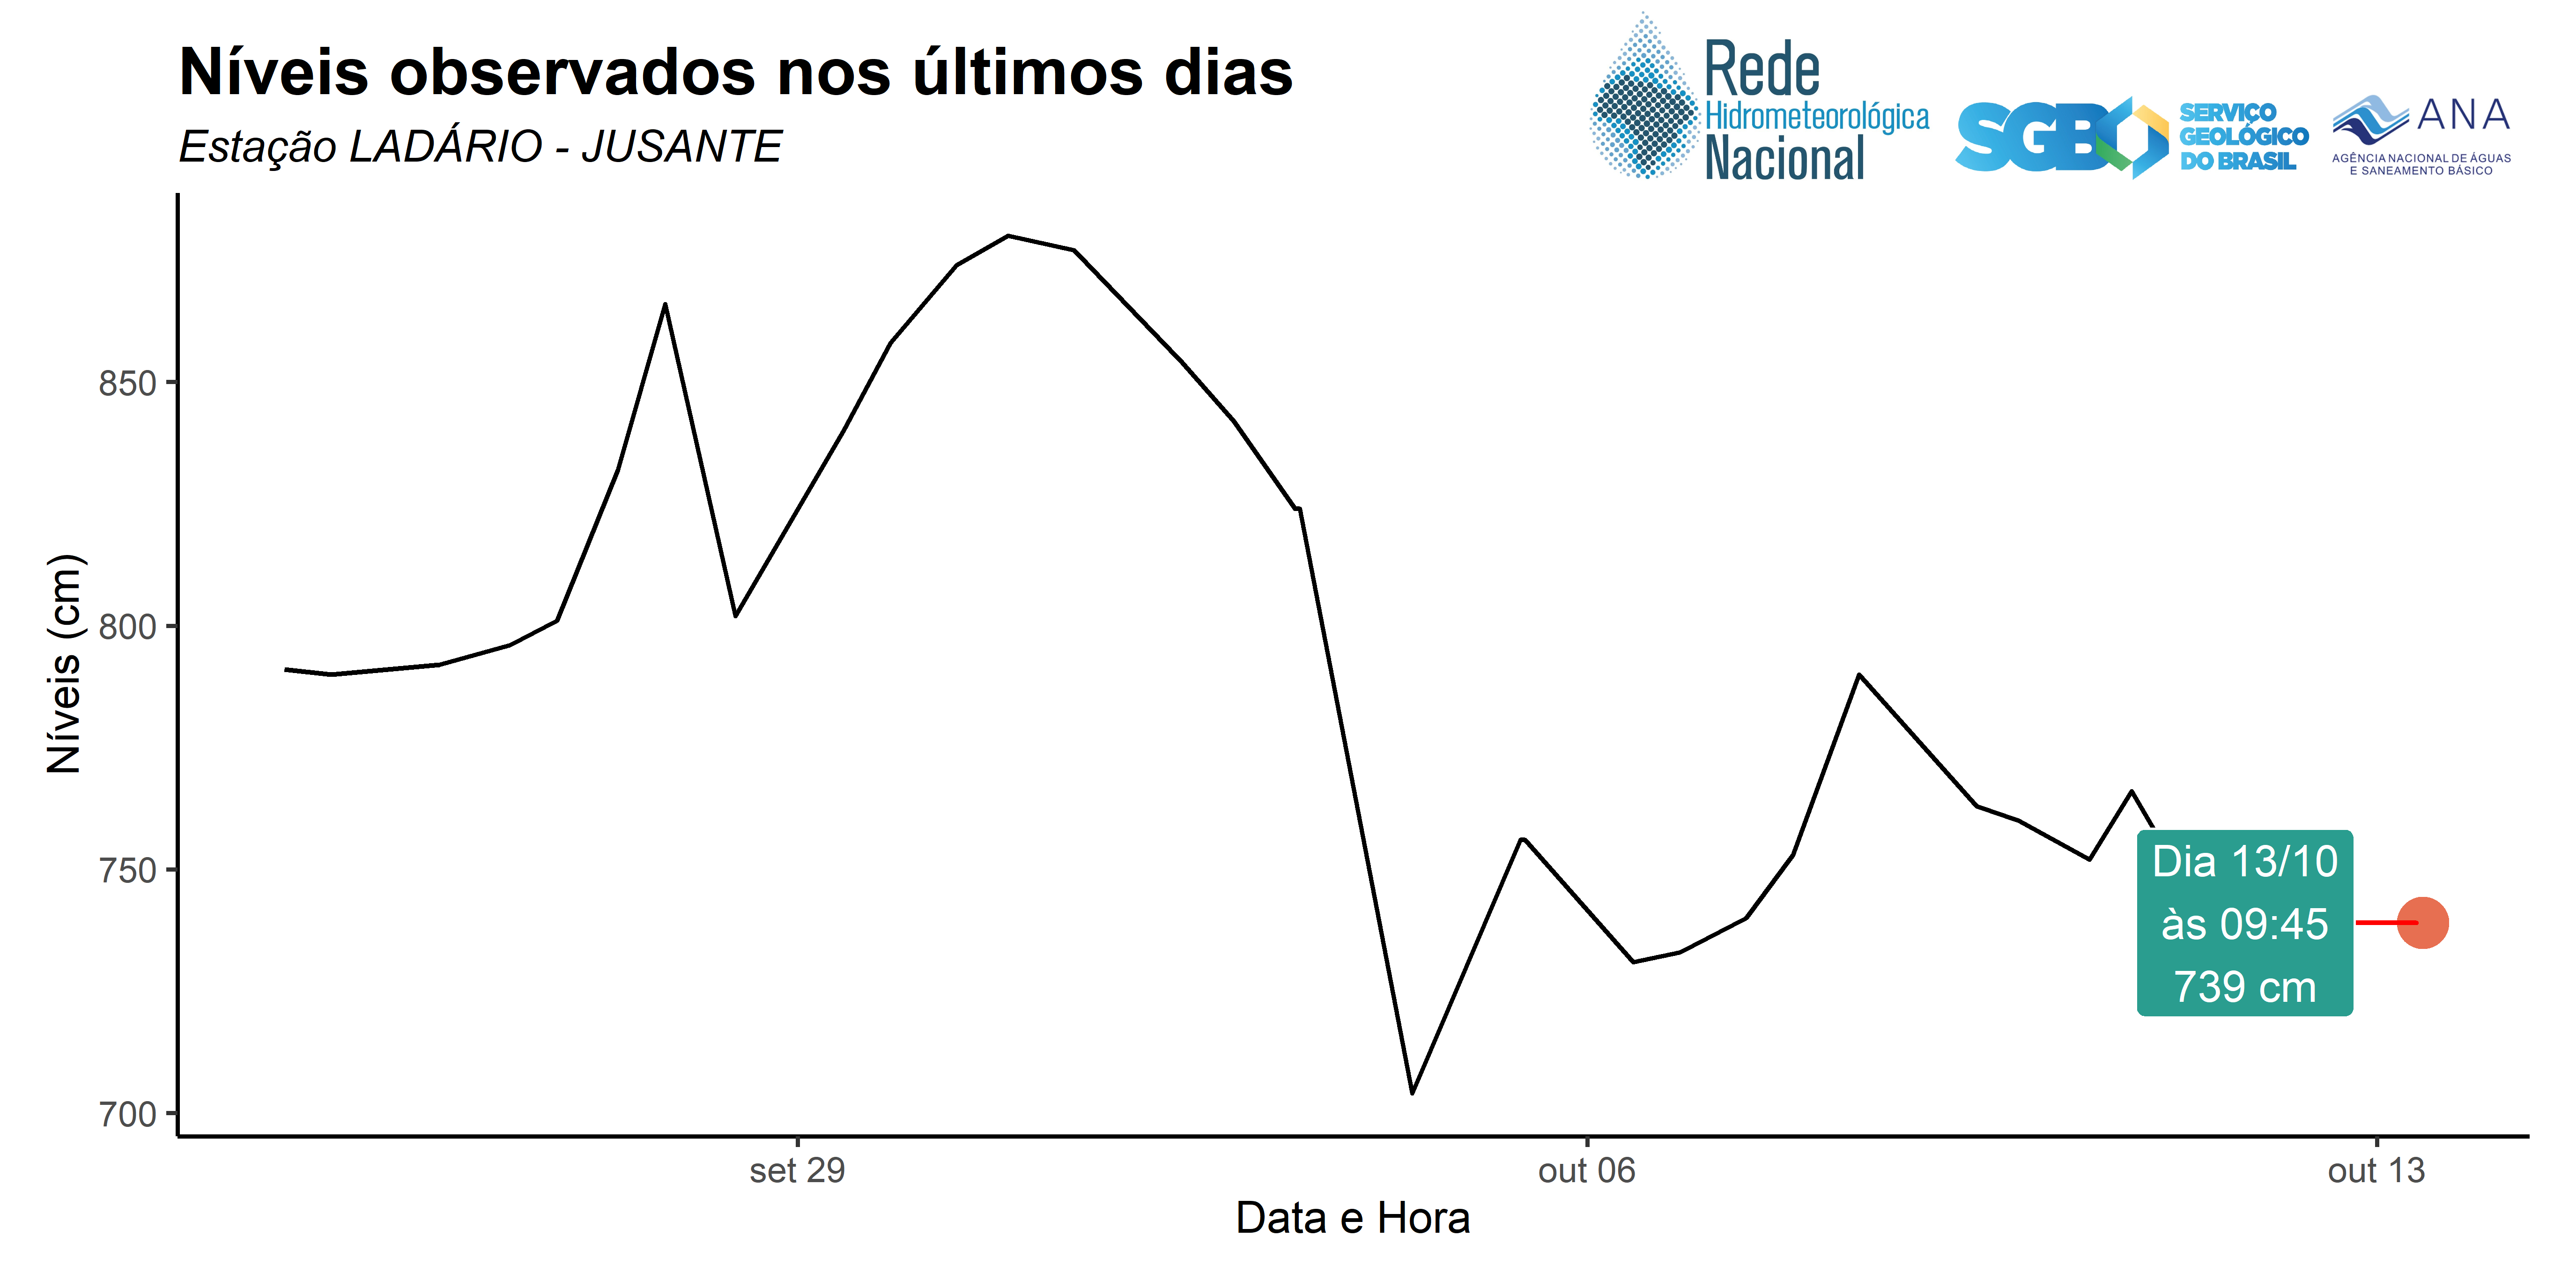 Níveis observados nos últimos dias
Estação LADÁRIO - JUSANTE
Rede
Hidrometeorológica
Nacional
SGB
SERVIÇO
GEOLÓGICO
DO BRASIL
ANA
AGÊNCIA NACIONAL DE ÁGUAS
E SANEAMENTO BÁSICO
Níveis (cm)
850
800
750
700
Dia 13/10
às 09:45
739 cm
set 29
out 06
out 13
Data e Hora